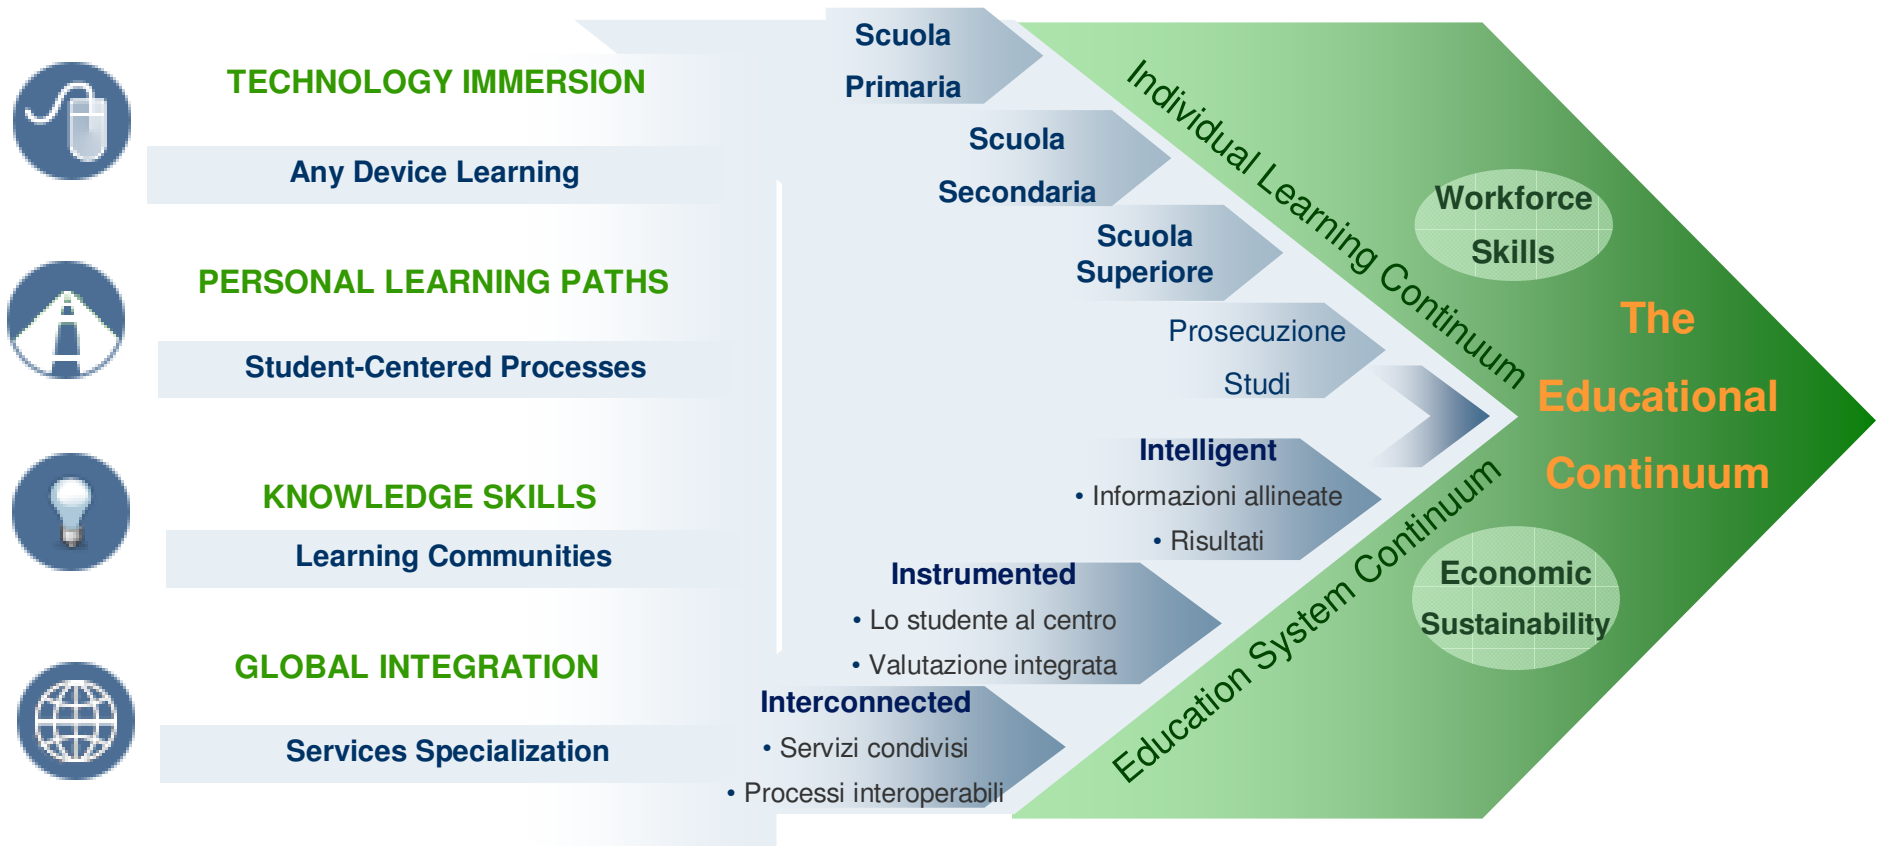 TECHNOLOGY IMMERSION
Any Device Learning
PERSONAL LEARNING PATHS
Student-Centered Processes
KNOWLEDGE SKILLS
Learning Communities
GLOBAL INTEGRATION
Services Specialization
Scuola
Primaria
Scuola
Secondaria
Scuola
Superiore
Prosecuzione
Studi
Intelligent
• Informazioni allineate
• Risultati
Instrumented
• Lo studente al centro
• Valutazione integrata
Interconnected
• Servizi condivisi
• Processi interoperabili
Individual Learning Continuum
Education System Continuum
Workforce
Skills
The
Educational
Continuum
Economic
Sustainability